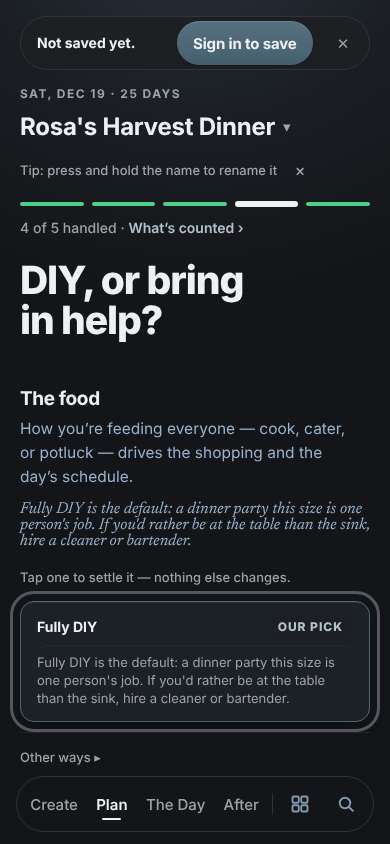 Not saved yet.
Sign in to save
×
SAT, DEC 19 · 25 DAYS
Rosa's Harvest Dinner ▾
Tip: press and hold the name to rename it ×
4 of 5 handled · What's counted ›
DIY, or bring
in help?
The food
How you're feeding everyone — cook, cater,
or potluck — drives the shopping and the
day's schedule.
Fully DIY is the default: a dinner party this size is one
person's job. If you'd rather be at the table than the sink,
hire a cleaner or bartender.
Tap one to settle it — nothing else changes.
Fully DIY
OUR PICK
Fully DIY is the default: a dinner party this size is
one person's job. If you'd rather be at the table
than the sink, hire a cleaner or bartender.
Other ways ▸
Create Plan The Day After